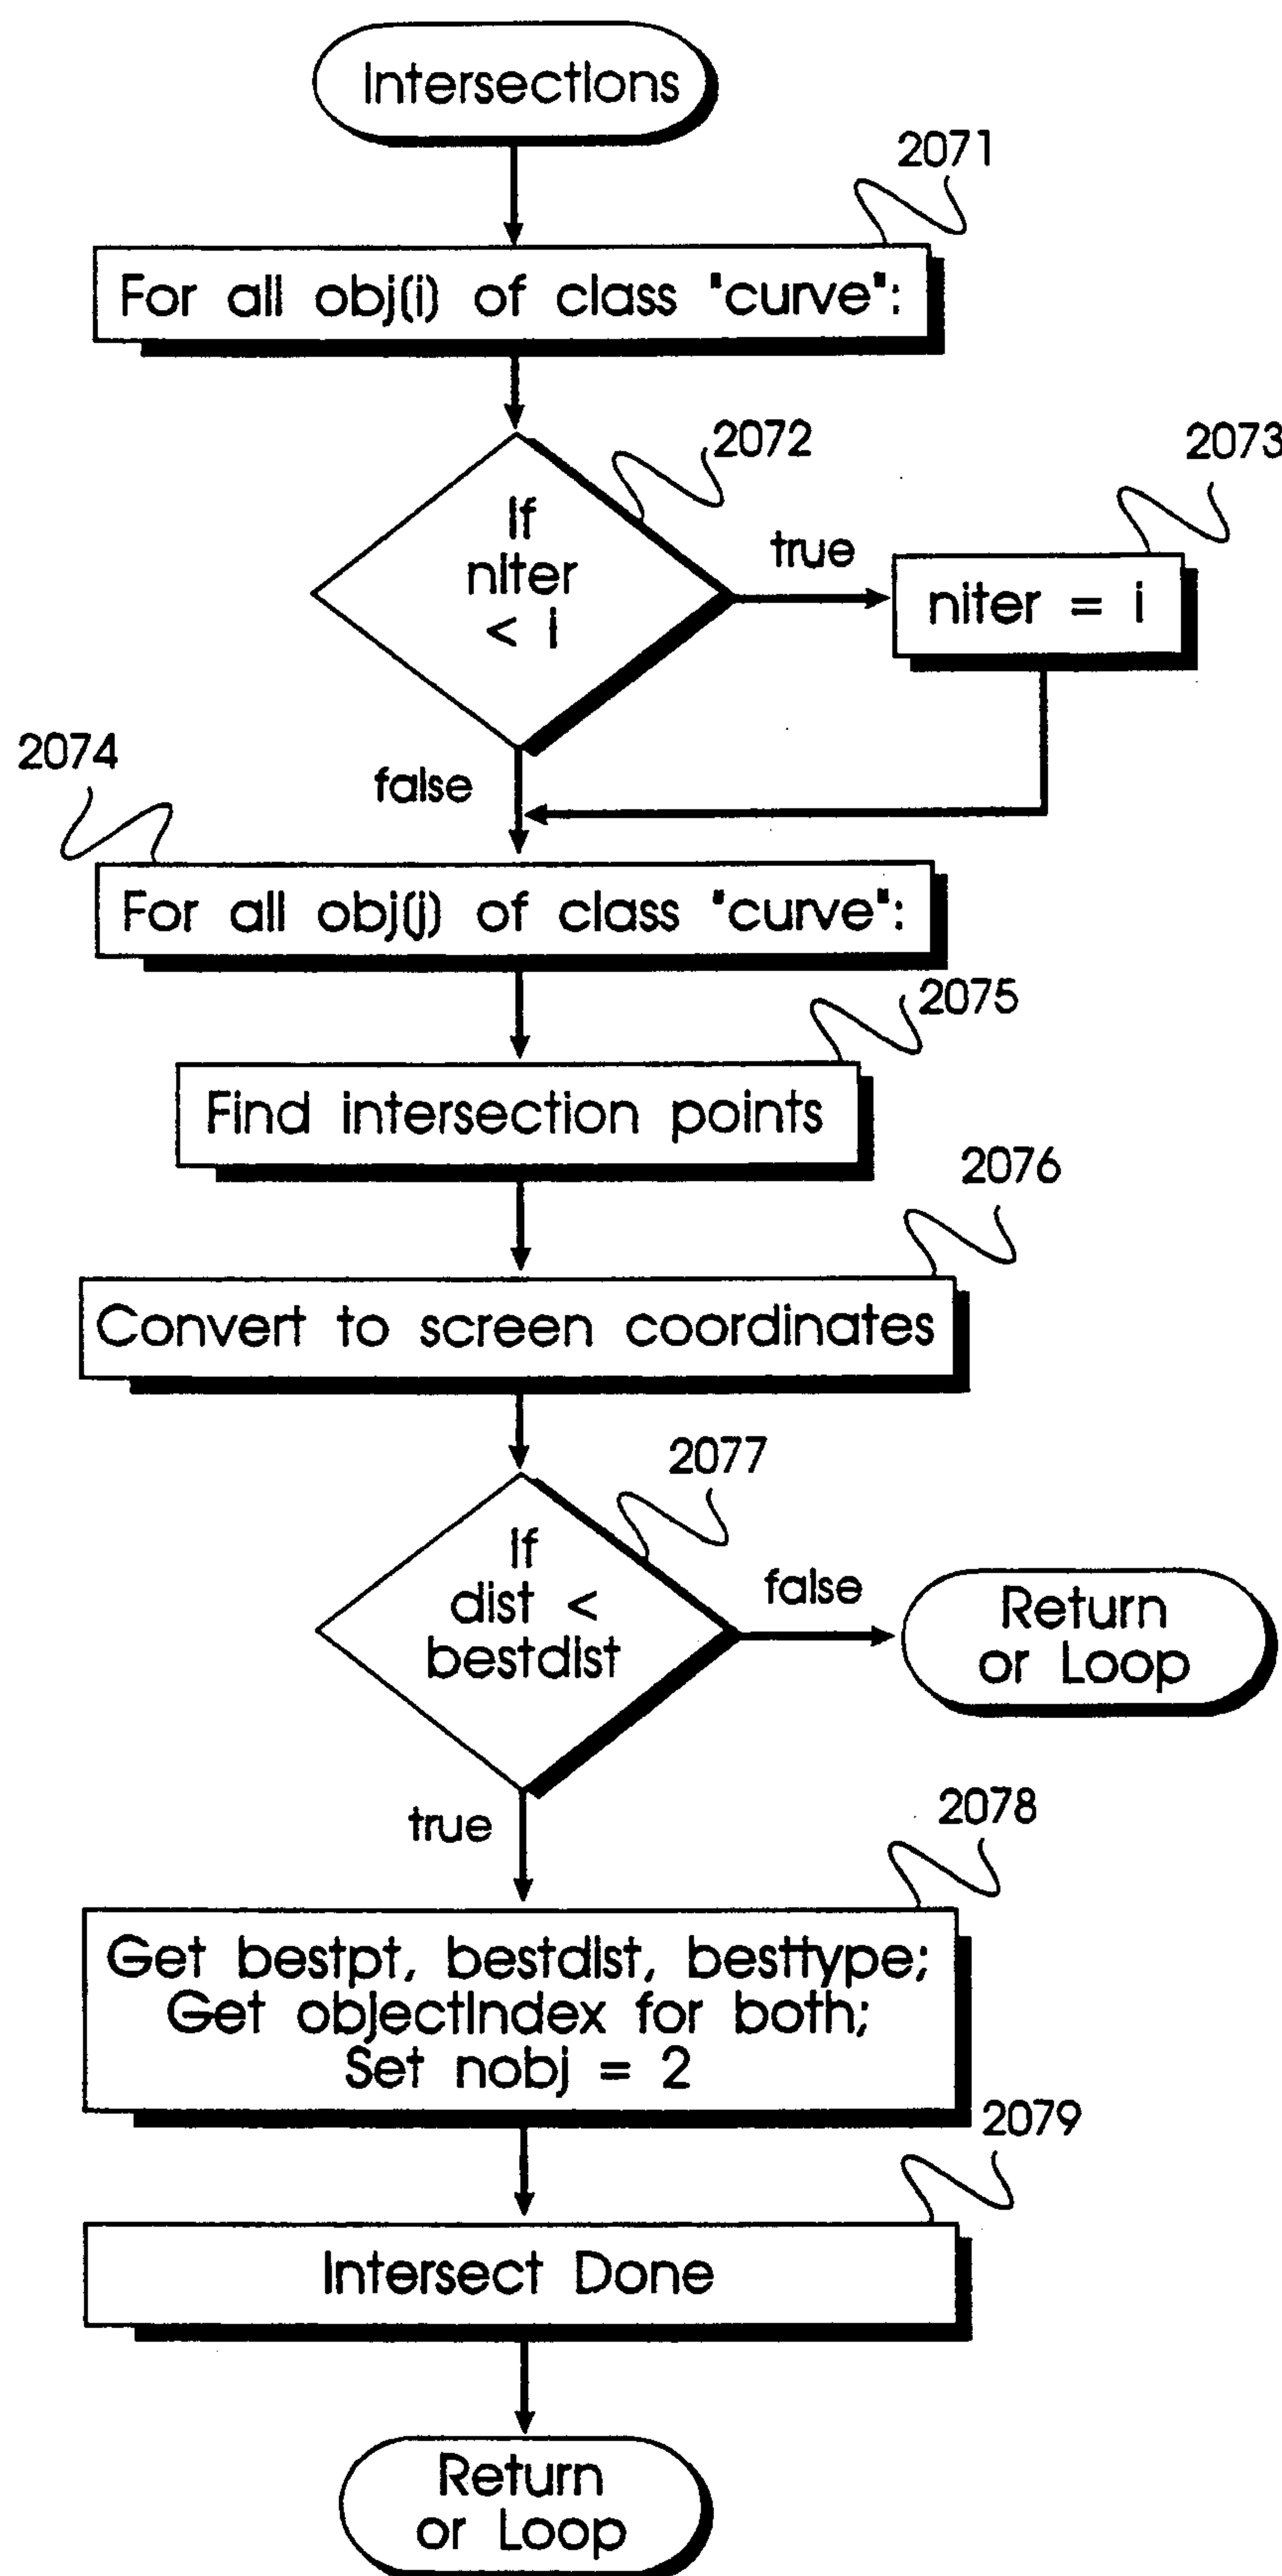 Intersections
2071
For all obj(i) of class "curve":
2072
2073
If
niter
< i
true
niter = i
2074
false
For all obj(j) of class "curve":
2075
Find intersection points
2076
Convert to screen coordinates
2077
If
dist <
bestdist
false
Return
or Loop
true
2078
Get bestpt, bestdist, besttype;
Get objectIndex for both;
Set nobj = 2
2079
Intersect Done
Return
or Loop